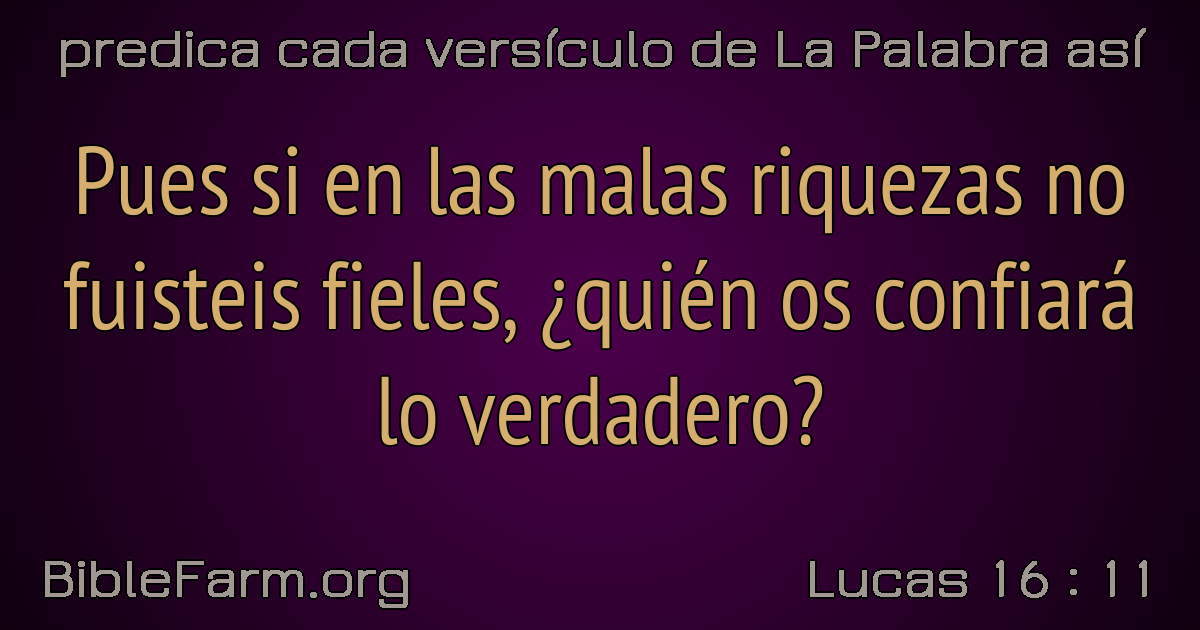 predica cada versículo de La Palabra así
Pues si en las malas riquezas no
fuisteis fieles, ¿quién os confiará
lo verdadero?
BibleFarm.org
Lucas 16 : 11